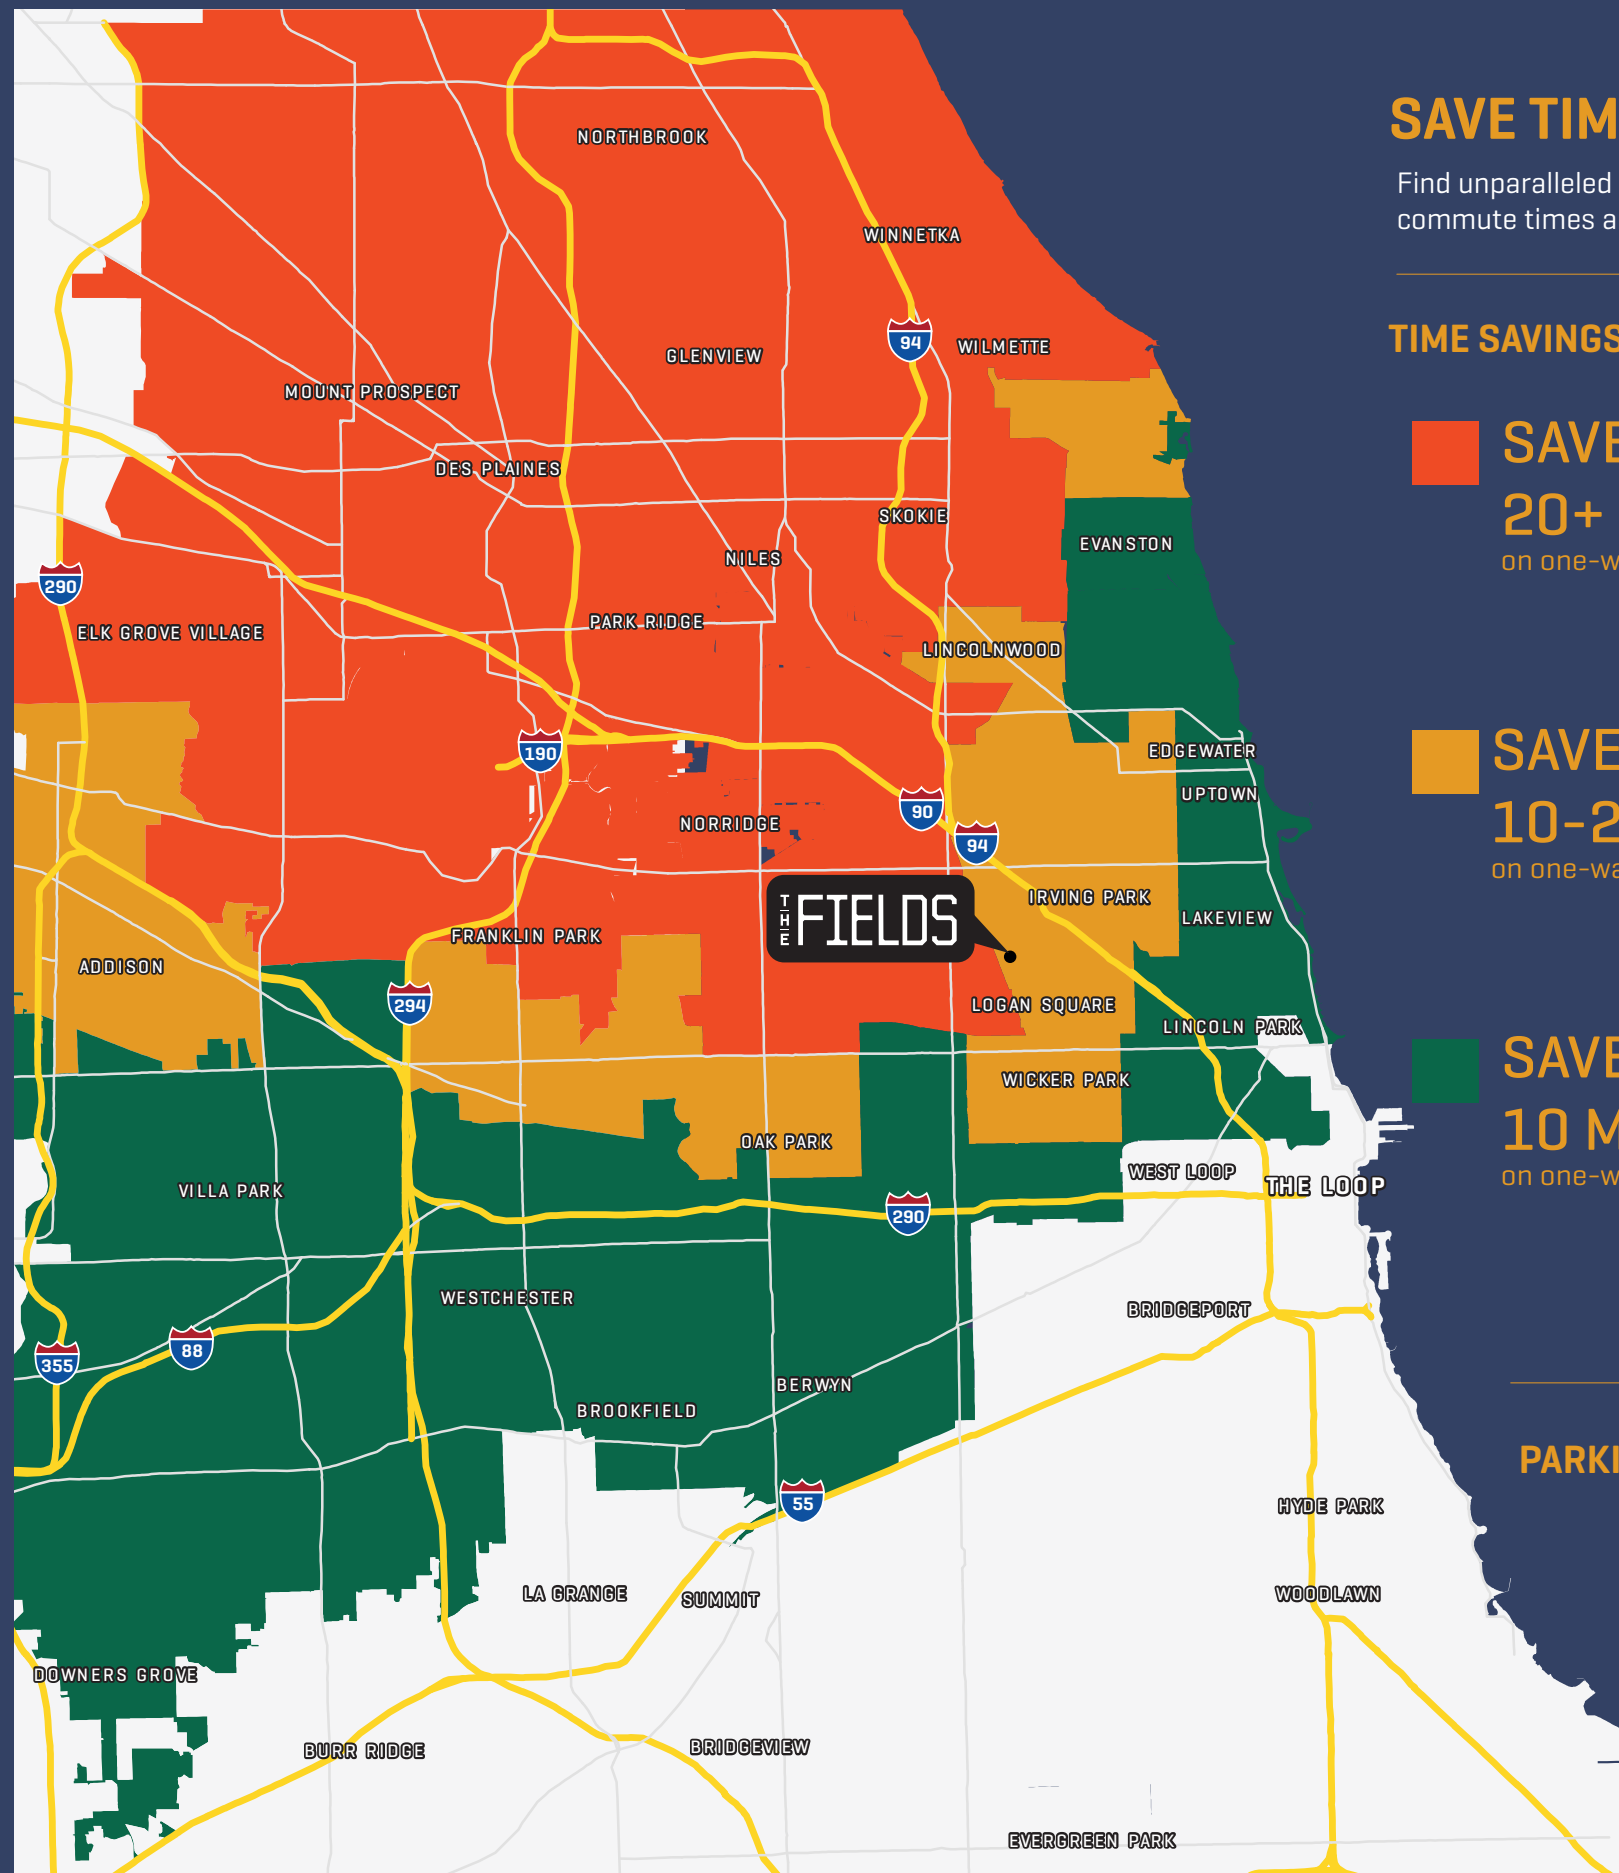 NORTHBROOK
WINNETKA
94
WILMETTE
GLENVIEW
MOUNT PROSPECT
DES PLAINES
SKOKIE
EVANSTON
NILES
290
PARK RIDGE
ELK GROVE VILLAGE
LINCOLNWOOD
190
EDGEWATER
UPTOWN
90
NORRIDGE
94
IRVING PARK
THE FIELDS
LAKEVIEW
FRANKLIN PARK
ADDISON
294
LOGAN SQUARE
LINCOLN PARK
WICKER PARK
OAK PARK
WEST LOOP
THE LOOP
VILLA PARK
290
WESTCHESTER
BRIDGEPORT
88
355
BERWYN
BROOKFIELD
55
HYDE PARK
LA GRANGE
SUMMIT
WOODLAWN
DOWNERS GROVE
BURR RIDGE
BRIDGEVIEW
EVERGREEN PARK
SAVE TIM
Find unparalleled
commute times a
TIME SAVINGS
SAVE
20+
on one-w
SAVE
10-2
on one-wa
SAVE
10 M
on one-w
PARKI